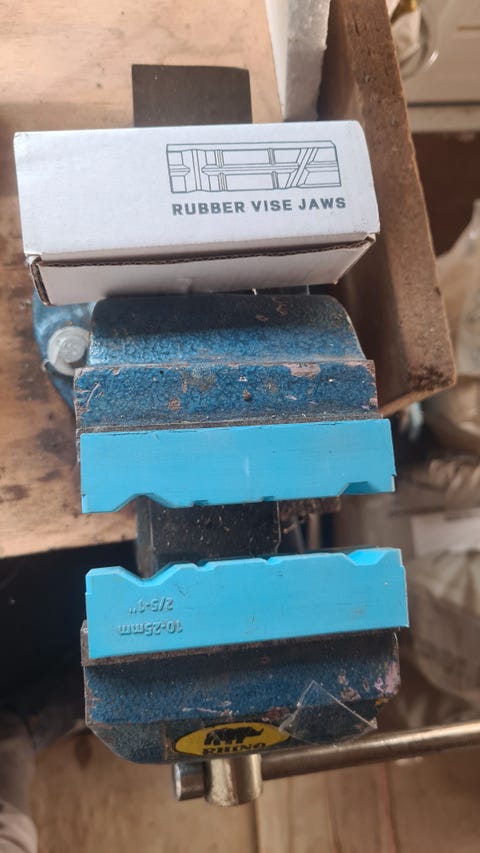 RUBBER VISE JAWS
10-25mm
2/5-1"
RHINO